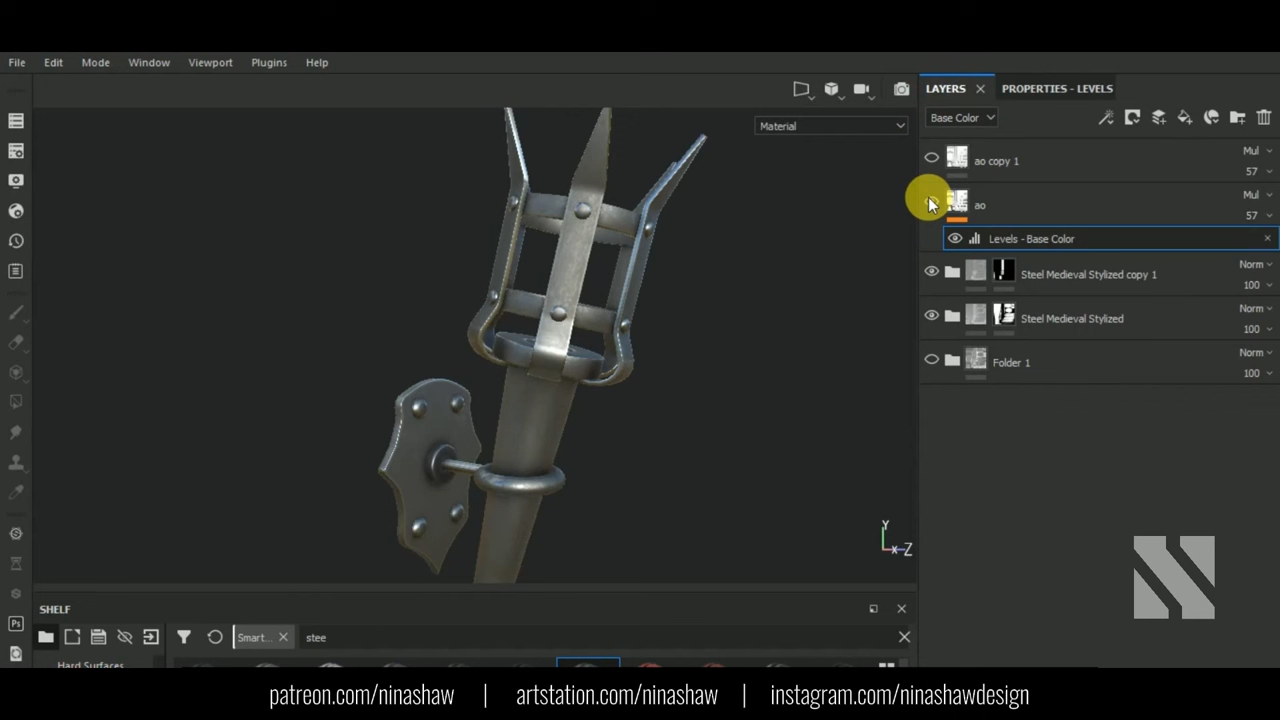 File Edit Mode Window Viewport Plugins Help
LAYERS PROPERTIES - LEVELS
Material
Base Color
ao copy 1
Mul
57
ao
Mul
57
Levels - Base Color
Steel Medieval Stylized copy 1
Norm
100
Steel Medieval Stylized
Norm
100
Folder 1
Norm
100
Y
X
Z
SHELF
Ps
Smart...
stee
Hard Surfaces
patreon.com/ninashaw | artstation.com/ninashaw | instagram.com/ninashawdesign